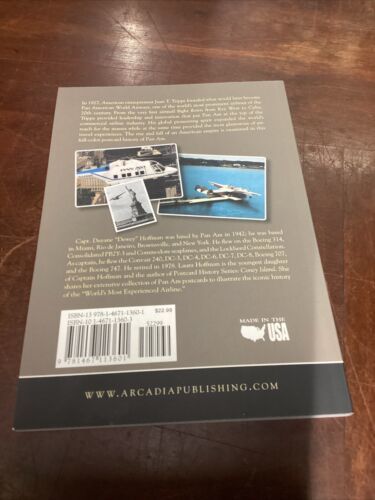 In 1927, American entrepreneur Juan T. Trippe founded what would later become
Pan American World Airways, one of the world's most prominent airlines of the
20th century. From the very first airmail flight flown from Key West to Cuba,
Trippe provided leadership and innovation that put Pan Am at the top of the
commercial airline industry. His global pioneering spirit expanded the world's
reach for the masses while at the same time provided the most glamorous of air
travel experiences. The rise and fall of an American empire is examined in this
full-color postcard history of Pan Am.
PAN AM
Capt. Durane "Dewey" Hoffman was hired by Pan Am in 1942; he was based
in Miami, Rio de Janeiro, Brownsville, and New York. He flew on the Boeing 314,
Consolidated PB2Y-3 and Commodore seaplanes, and the Lockheed Constellation.
As captain, he flew the Convair 240, DC-3, DC-4, DC-6, DC-7, DC-8, Boeing 707,
and the Boeing 747. He retired in 1978. Laura Hoffman is the youngest daughter
of Captain Hoffman and the author of Postcard History Series: Coney Island. She
shares her extensive collection of Pan Am postcards to illustrate the iconic history
of the "World's Most Experienced Airline."
ISBN-13 978-1-4671-1360-1
ISBN-10 1-4671-1360-3
$22.99
52299
9 781467 113601
MADE IN THE
USA
WWW.ARCADIAPUBLISHING.COM